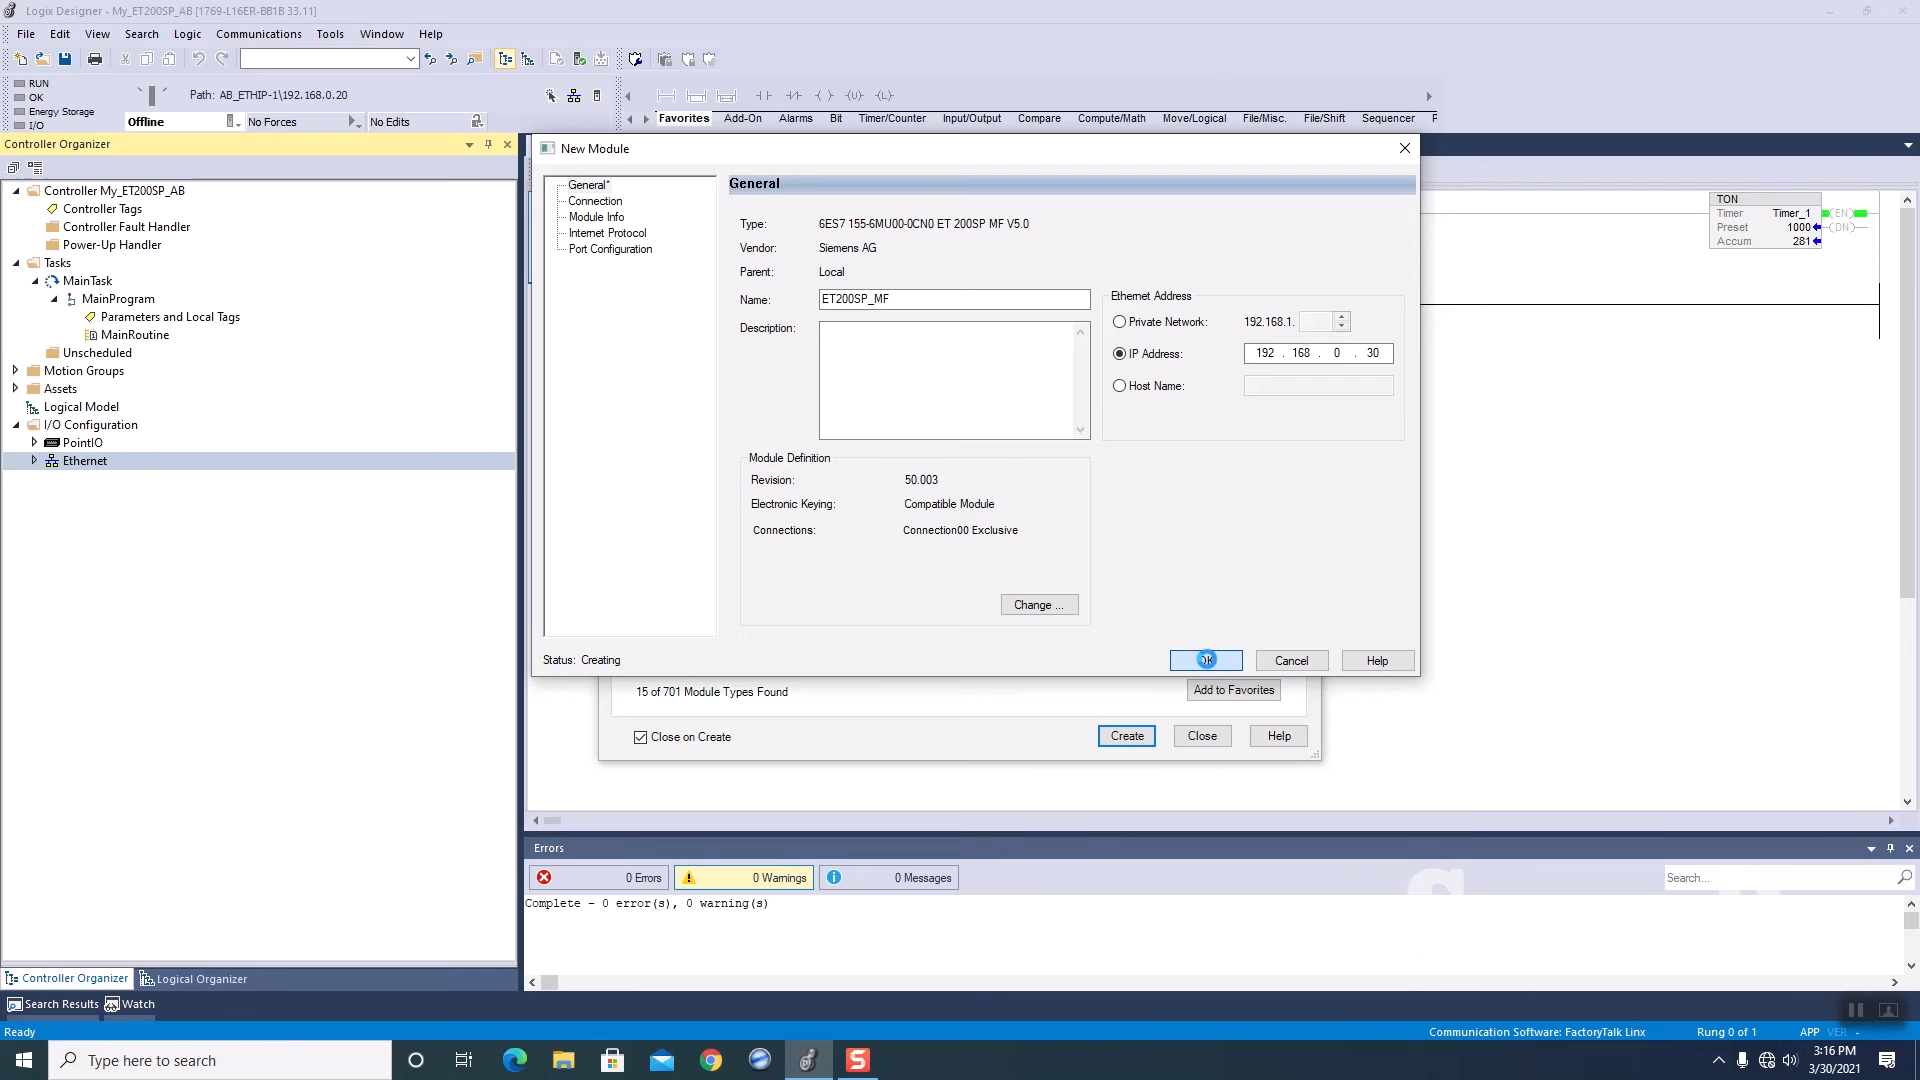 Logix Designer - My_ET200SP_AB [1769-L16ER-BB1B 33.11]
File Edit View Search Logic Communications Tools Window Help
RUN
OK
Energy Storage
I/O
Path: AB_ETHIP-1\192.168.0.20
Offline
No Forces
No Edits
Favorites Add-On Alarms Bit Timer/Counter Input/Output Compare Compute/Math Move/Logical File/Misc. File/Shift Sequencer P
Controller Organizer
Controller My_ET200SP_AB
Controller Tags
Controller Fault Handler
Power-Up Handler
Tasks
MainTask
MainProgram
Parameters and Local Tags
MainRoutine
Unscheduled
Motion Groups
Assets
Logical Model
I/O Configuration
PointIO
Ethernet
New Module
General*
Connection
Module Info
Internet Protocol
Port Configuration
General
Type: 6ES7 155-6MU00-0CN0 ET 200SP MF V5.0
Vendor: Siemens AG
Parent: Local
Name: ET200SP_MF
Description:
Ethernet Address
Private Network: 192.168.1.
IP Address: 192 . 168 . 0 . 30
Host Name:
Module Definition
Revision: 50.003
Electronic Keying: Compatible Module
Connections: Connection00 Exclusive
Change ...
Status: Creating
OK Cancel Help
15 of 701 Module Types Found
Add to Favorites
Close on Create
Create Close Help
TON
Timer Timer_1 (EN)
Preset 1000 (DN)
Accum 281
Errors
0 Errors
0 Warnings
0 Messages
Search...
Complete - 0 error(s), 0 warning(s)
Controller Organizer
Logical Organizer
Search Results
Watch
Ready
Communication Software: FactoryTalk Linx
Rung 0 of 1
APP VER
Type here to search
3:16 PM
3/30/2021